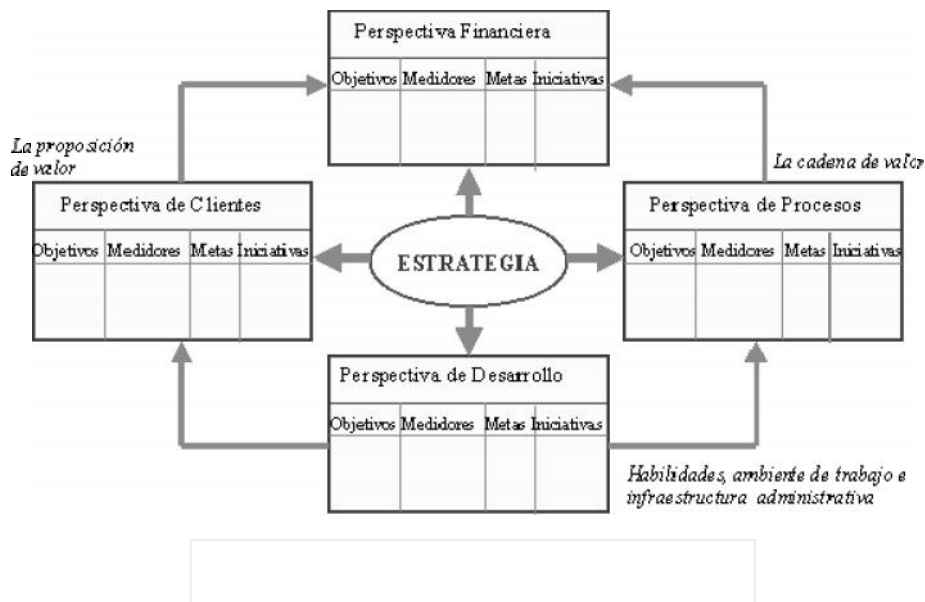 Perspectiva Financiera
Objetivos Medidores Metas Iniciativas
La proposición
de valor
La cadena de valor
Perspectiva de Clientes
Objetivos Medidores Metas Iniciativas
ESTRATEGIA
Perspectiva de Procesos
Objetivos Medidores Metas Iniciativas
Perspectiva de Desarrollo
Objetivos Medidores Metas Iniciativas
Habilidades, ambiente de trabajo e
infraestructura administrativa